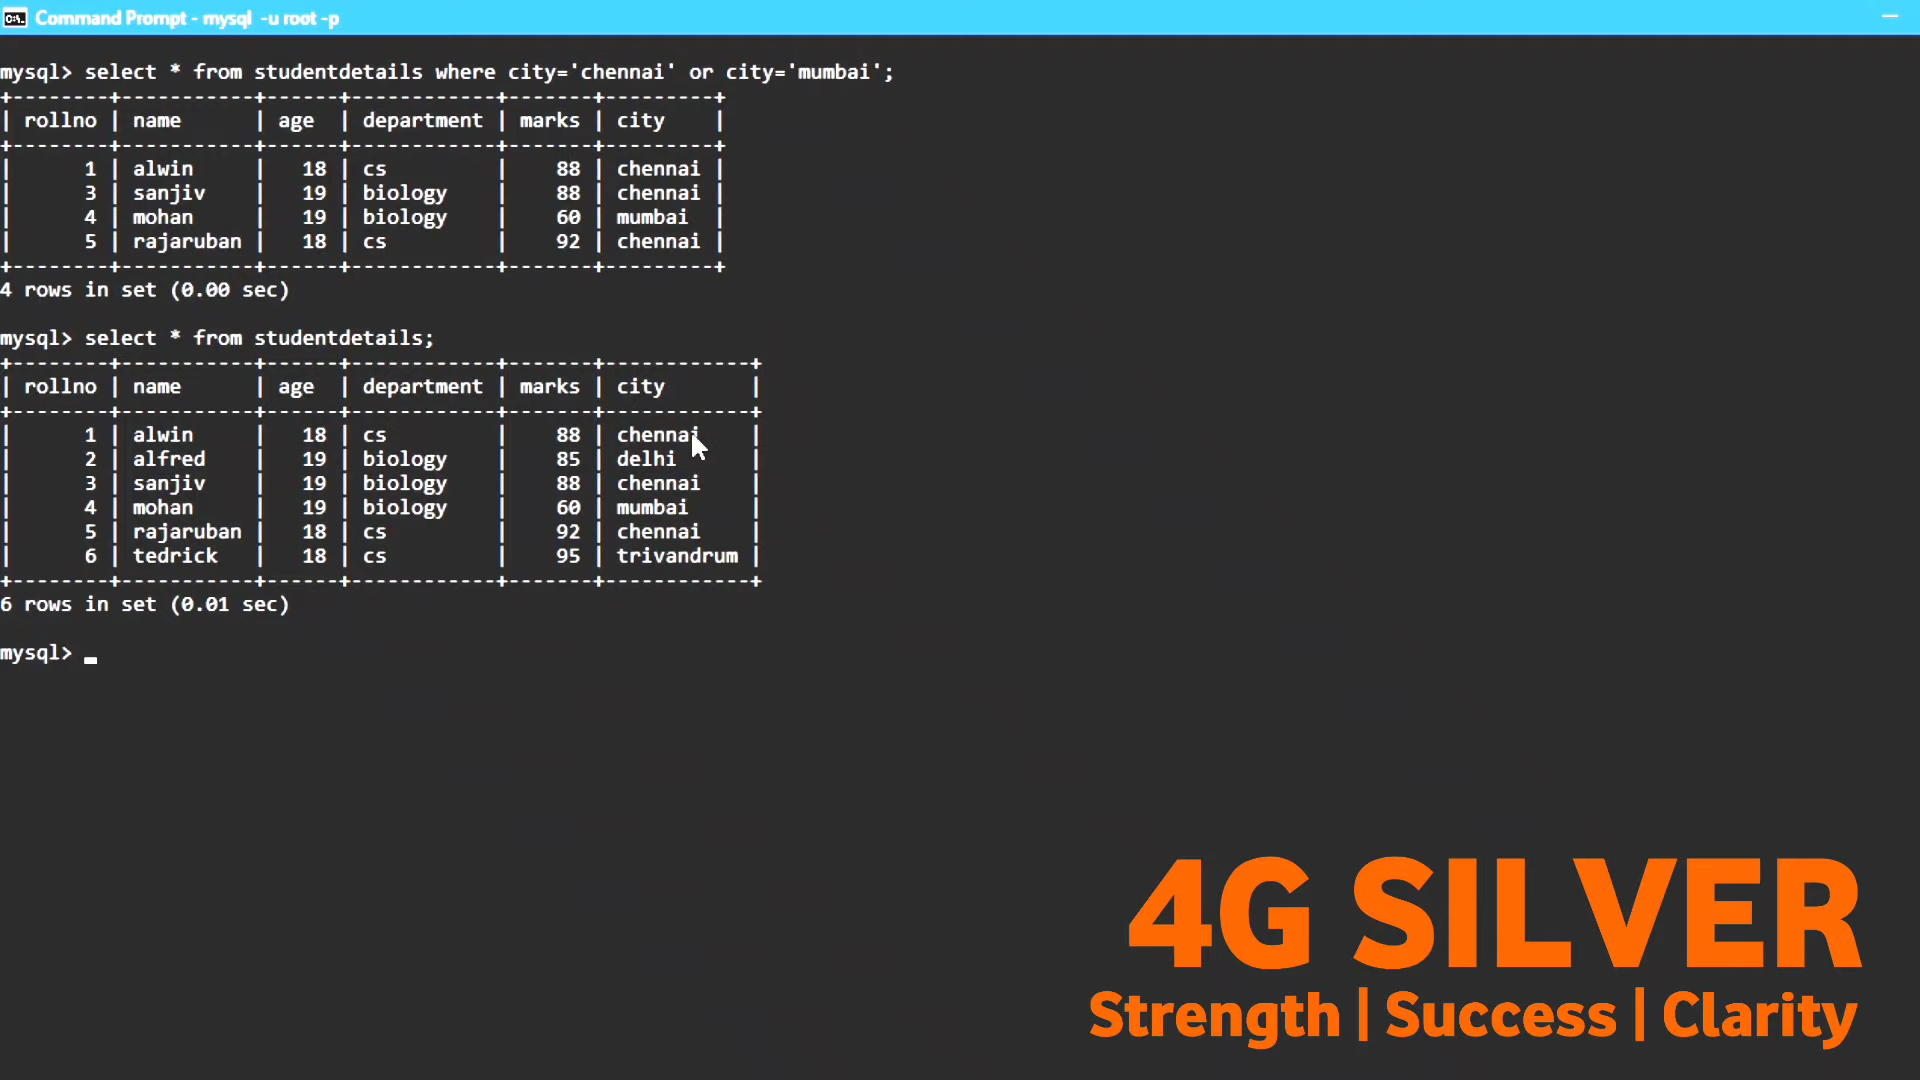 Command Prompt - mysql  -u root -p
mysql> select * from studentdetails where city='chennai' or city='mumbai';
+--------+-----------+------+------------+-------+---------+
| rollno | name      | age  | department | marks | city    |
+--------+-----------+------+------------+-------+---------+
|      1 | alwin     |   18 | cs         |    88 | chennai |
|      3 | sanjiv    |   19 | biology    |    88 | chennai |
|      4 | mohan     |   19 | biology    |    60 | mumbai  |
|      5 | rajaruban |   18 | cs         |    92 | chennai |
+--------+-----------+------+------------+-------+---------+
4 rows in set (0.00 sec)
mysql> select * from studentdetails;
+--------+-----------+------+------------+-------+------------+
| rollno | name      | age  | department | marks | city       |
+--------+-----------+------+------------+-------+------------+
|      1 | alwin     |   18 | cs         |    88 | chennai    |
|      2 | alfred    |   19 | biology    |    85 | delhi      |
|      3 | sanjiv    |   19 | biology    |    88 | chennai    |
|      4 | mohan     |   19 | biology    |    60 | mumbai     |
|      5 | rajaruban |   18 | cs         |    92 | chennai    |
|      6 | tedrick   |   18 | cs         |    95 | trivandrum |
+--------+-----------+------+------------+-------+------------+
6 rows in set (0.01 sec)
mysql> _
4G SILVER
Strength | Success | Clarity